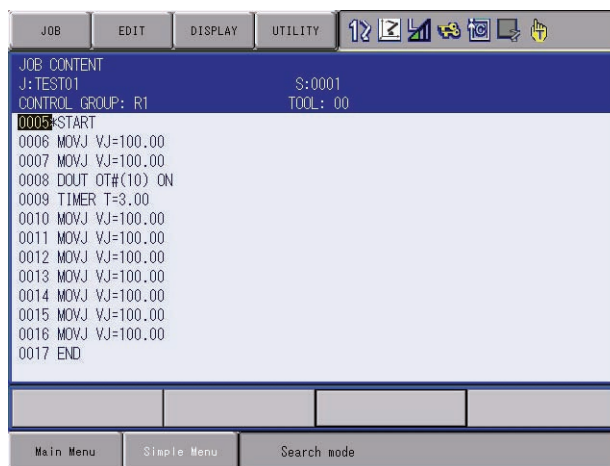 JOB EDIT DISPLAY UTILITY
JOB CONTENT
J:TEST01 S:0001
CONTROL GROUP: R1 TOOL: 00
0005*START
0006 MOVJ VJ=100.00
0007 MOVJ VJ=100.00
0008 DOUT OT#(10) ON
0009 TIMER T=3.00
0010 MOVJ VJ=100.00
0011 MOVJ VJ=100.00
0012 MOVJ VJ=100.00
0013 MOVJ VJ=100.00
0014 MOVJ VJ=100.00
0015 MOVJ VJ=100.00
0016 MOVJ VJ=100.00
0017 END
Main Menu Simple Menu Search mode